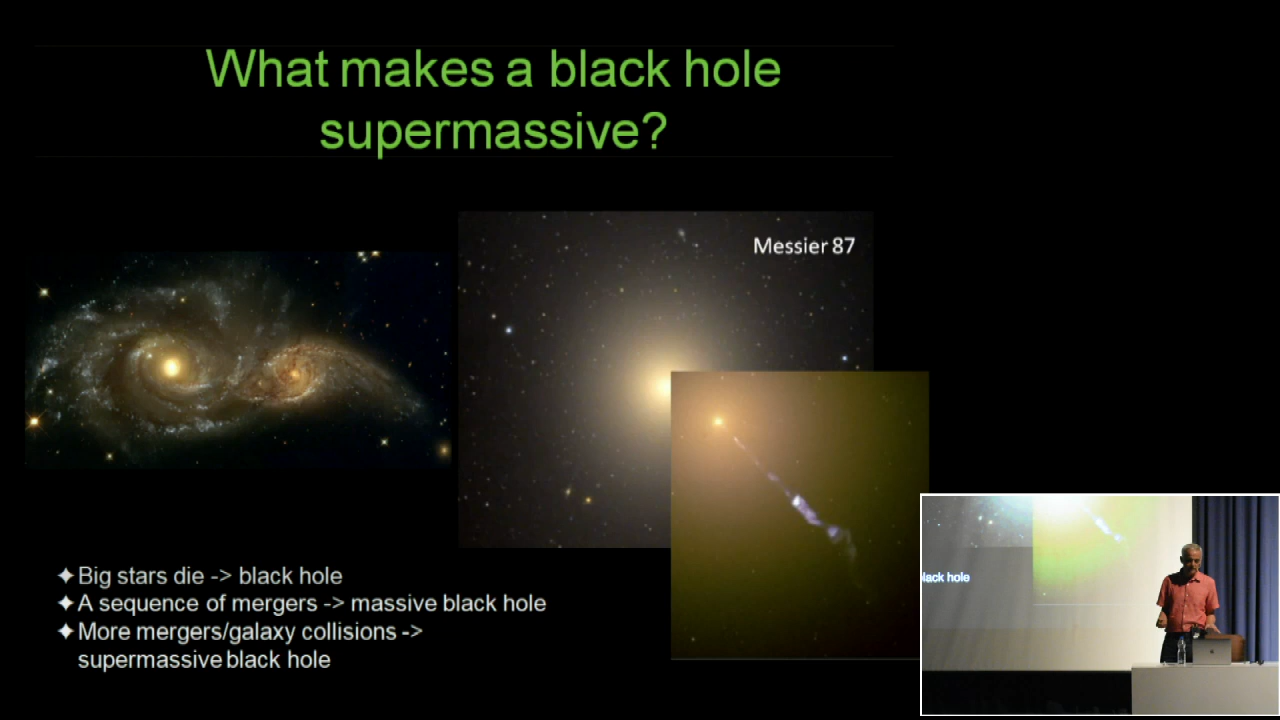 What makes a black hole
supermassive?
Messier 87
✦Big stars die -> black hole
✦A sequence of mergers -> massive black hole
✦More mergers/galaxy collisions ->
supermassive black hole
lack hole